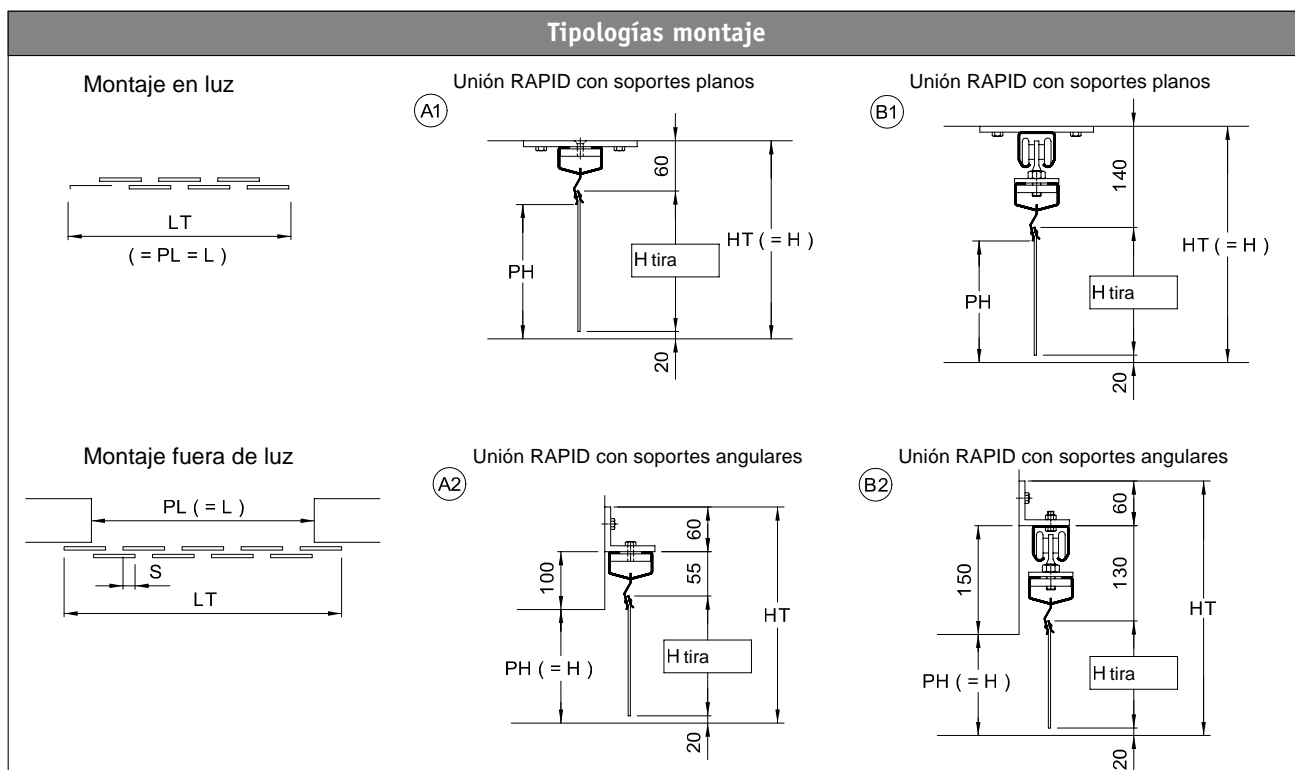 Tipologías montaje
Montaje en luz
Unión RAPID con soportes planos
Unión RAPID con soportes planos
A1
B1
60
140
LT
( = PL = L )
PH
H tira
HT ( = H )
20
PH
H tira
HT ( = H )
20
Montaje fuera de luz
Unión RAPID con soportes angulares
Unión RAPID con soportes angulares
A2
B2
PL ( = L )
S
LT
60
100
55
HT
PH ( = H )
H tira
20
60
150
130
HT
PH ( = H )
H tira
20